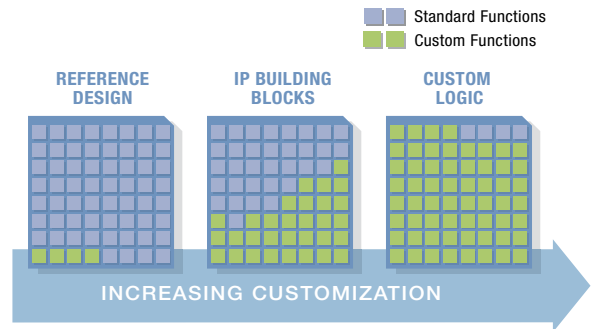 Standard Functions
Custom Functions
REFERENCE
DESIGN
IP BUILDING
BLOCKS
CUSTOM
LOGIC
INCREASING CUSTOMIZATION